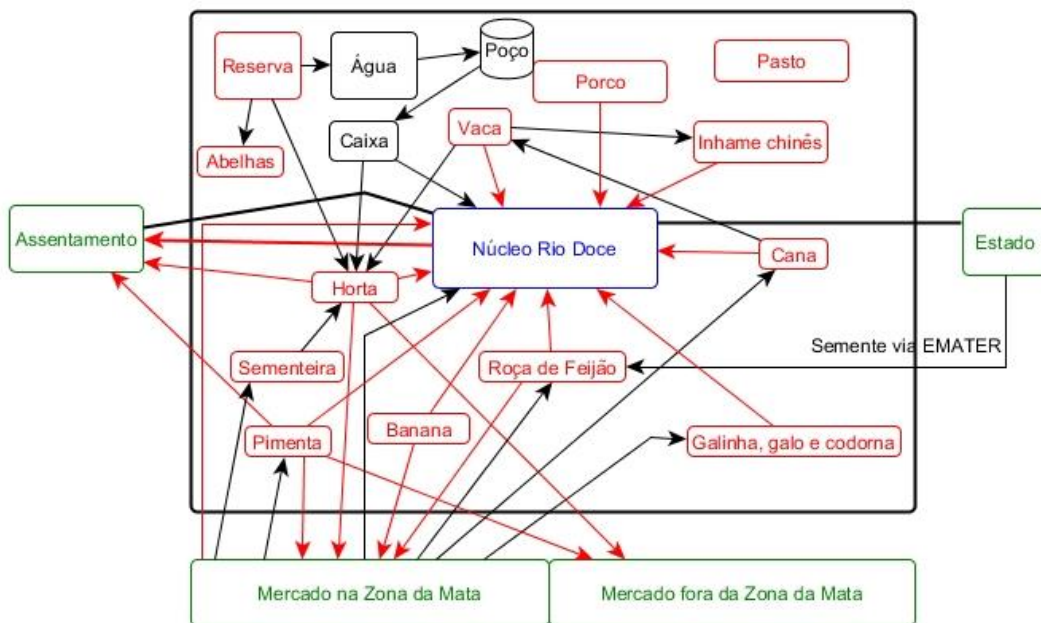 Poço
Reserva
Água
Pasto
Porco
Vaca
Caixa
Inhame chinês
Abelhas
Assentamento
Núcleo Rio Doce
Estado
Cana
Horta
Semente via EMATER
Sementeira
Roça de Feijão
Banana
Pimenta
Galinha, galo e codorna
Mercado na Zona da Mata
Mercado fora da Zona da Mata